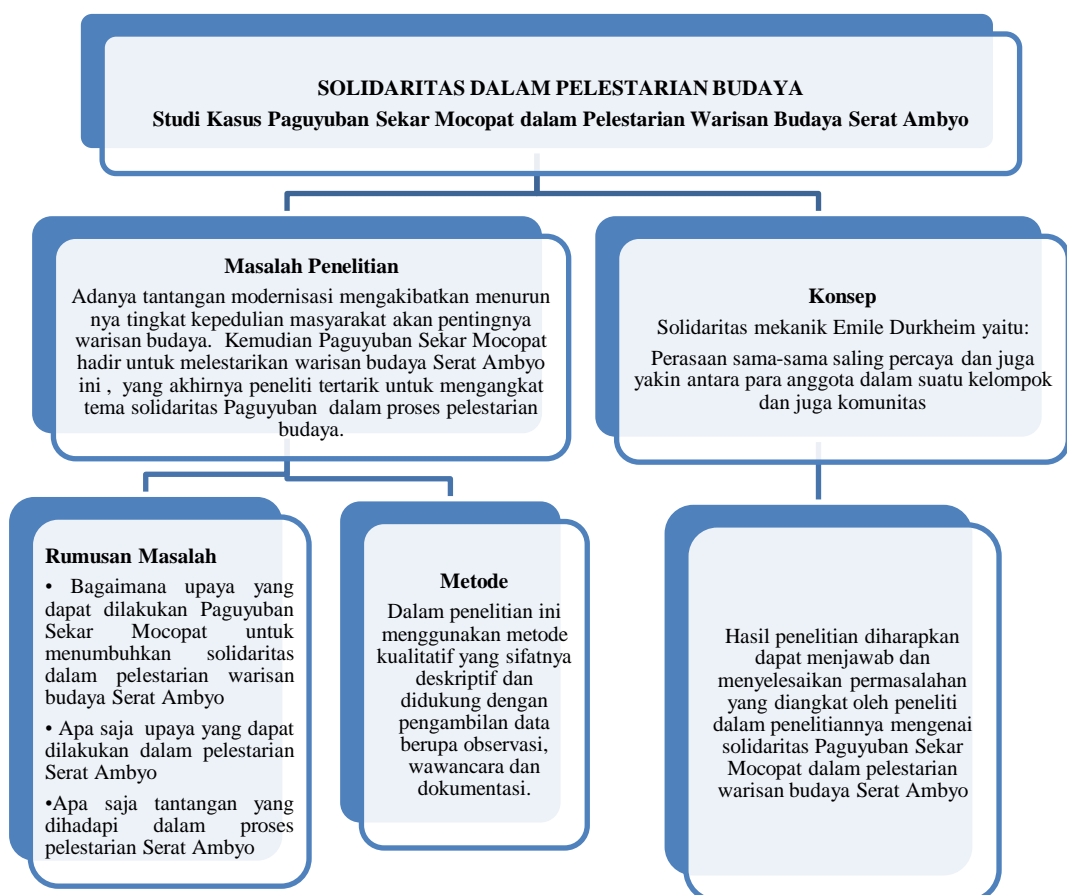 SOLIDARITAS DALAM PELESTARIAN BUDAYA
Studi Kasus Paguyuban Sekar Mocopat dalam Pelestarian Warisan Budaya Serat Ambyo
Masalah Penelitian
Adanya tantangan modernisasi mengakibatkan menurun
nya tingkat kepedulian masyarakat akan pentingnya
warisan budaya. Kemudian Paguyuban Sekar Mocopat
hadir untuk melestarikan warisan budaya Serat Ambyo
ini , yang akhirnya peneliti tertarik untuk mengangkat
tema solidaritas Paguyuban dalam proses pelestarian
budaya.
Konsep
Solidaritas mekanik Emile Durkheim yaitu:
Perasaan sama-sama saling percaya dan juga
yakin antara para anggota dalam suatu kelompok
dan juga komunitas
Rumusan Masalah
• Bagaimana upaya yang
dapat dilakukan Paguyuban
Sekar Mocopat untuk
menumbuhkan solidaritas
dalam pelestarian warisan
budaya Serat Ambyo
• Apa saja upaya yang dapat
dilakukan dalam pelestarian
Serat Ambyo
•Apa saja tantangan yang
dihadapi dalam proses
pelestarian Serat Ambyo
Metode
Dalam penelitian ini
menggunakan metode
kualitatif yang sifatnya
deskriptif dan
didukung dengan
pengambilan data
berupa observasi,
wawancara dan
dokumentasi.
Hasil penelitian diharapkan
dapat menjawab dan
menyelesaikan permasalahan
yang diangkat oleh peneliti
dalam penelitiannya mengenai
solidaritas Paguyuban Sekar
Mocopat dalam pelestarian
warisan budaya Serat Ambyo